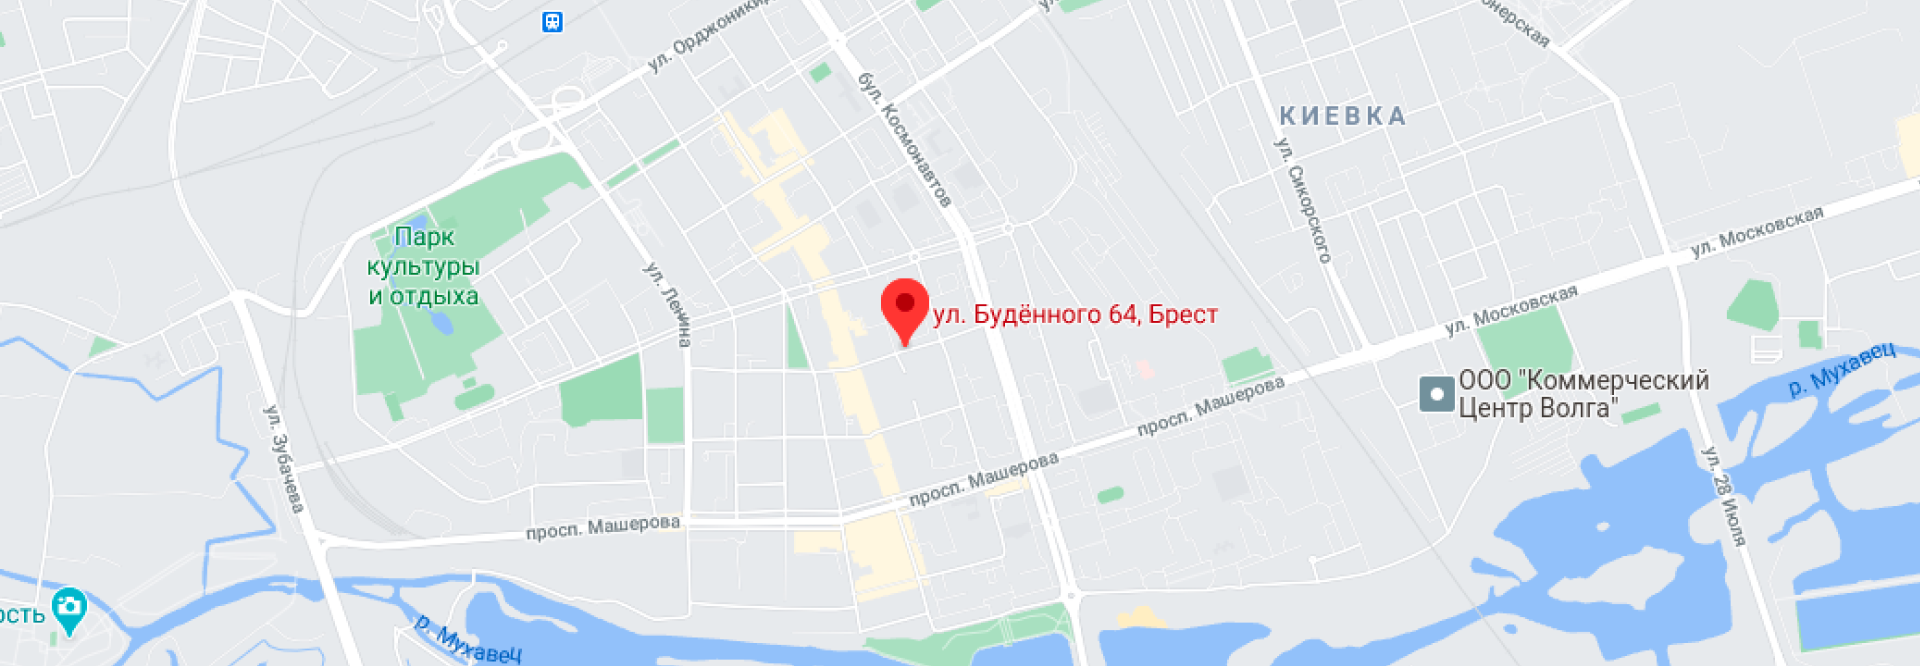 ул. Орджоникид
онерская
бул. Космонавтов
КИЕВКА
ул. Сикорского
ул. Московская
Парк
культуры
и отдыха
ул. Ленина
ул. Будённого 64, Брест
ул. Московская
р. Мухавец
ООО "Коммерческий
Центр Волга"
просп. Машерова
ул. Зубачева
просп. Машерова
просп. Машерова
ул. 28 Июля
ость
р. Мухавец